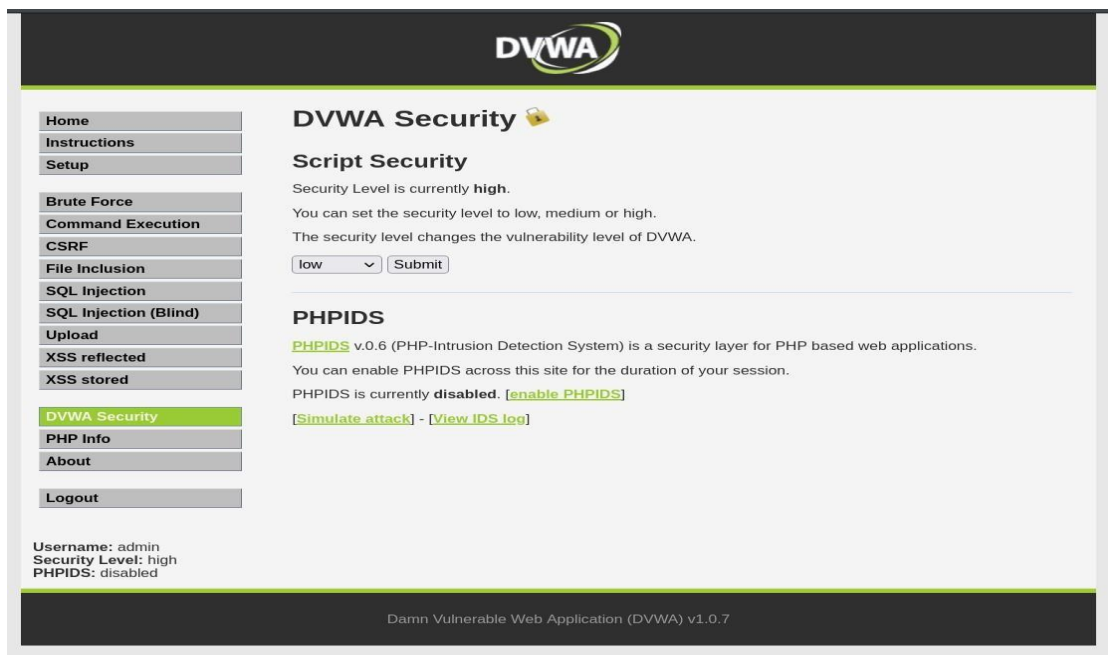 DVWA
Home
Instructions
Setup
Brute Force
Command Execution
CSRF
File Inclusion
SQL Injection
SQL Injection (Blind)
Upload
XSS reflected
XSS stored
DVWA Security
PHP Info
About
Logout
Username: admin
Security Level: high
PHPIDS: disabled
DVWA Security
Script Security
Security Level is currently high.
You can set the security level to low, medium or high.
The security level changes the vulnerability level of DVWA.
low Submit
PHPIDS
PHPIDS v.0.6 (PHP-Intrusion Detection System) is a security layer for PHP based web applications.
You can enable PHPIDS across this site for the duration of your session.
PHPIDS is currently disabled. [enable PHPIDS]
[Simulate attack] - [View IDS log]
Damn Vulnerable Web Application (DVWA) v1.0.7